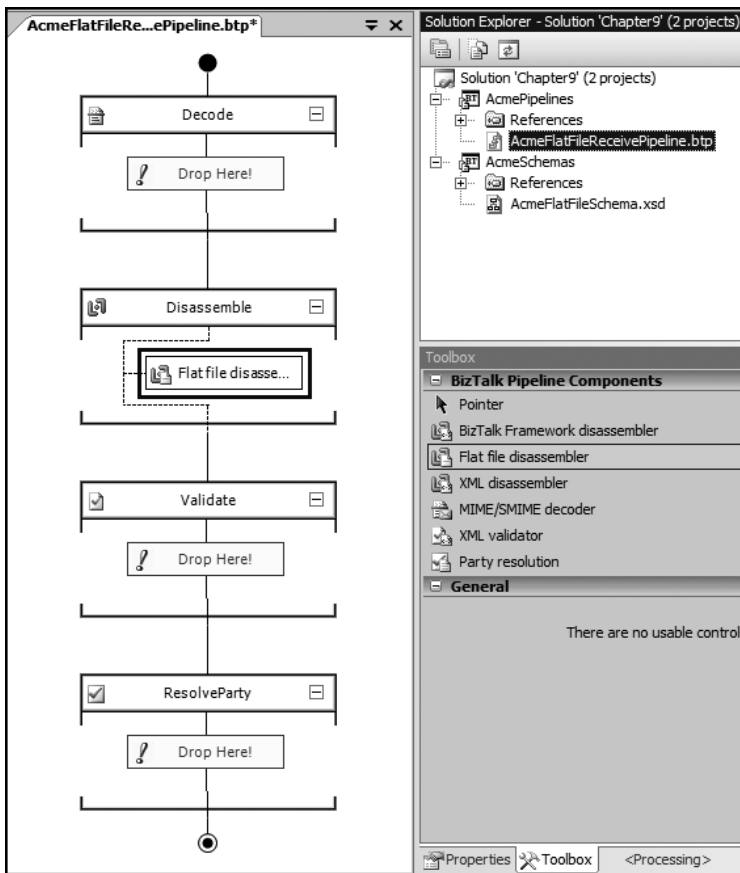 AcmeFlatFileRe...ePipeline.btp*
Decode
Drop Here!
Disassemble
Flat file disasse...
Validate
Drop Here!
ResolveParty
Drop Here!
Solution Explorer - Solution 'Chapter9' (2 projects)
Solution 'Chapter9' (2 projects)
AcmePipelines
References
AcmeFlatFileReceivePipeline.btp
AcmeSchemas
References
AcmeFlatFileSchema.xsd
Toolbox
BizTalk Pipeline Components
Pointer
BizTalk Framework disassembler
Flat file disassembler
XML disassembler
MIME/SMIME decoder
XML validator
Party resolution
General
There are no usable control
Properties Toolbox <Processing>